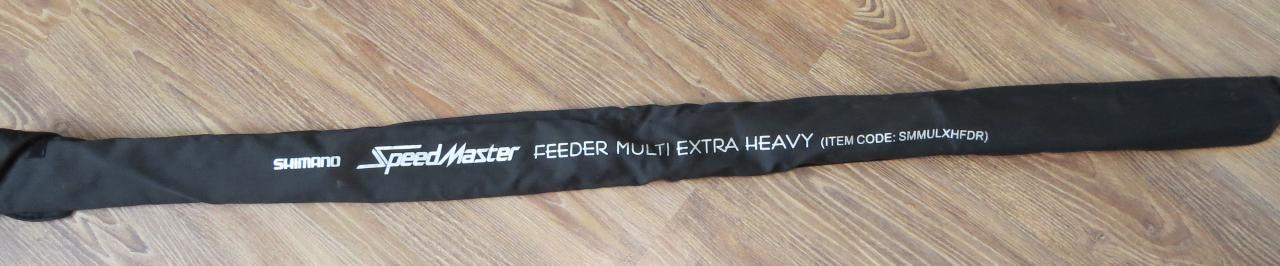 SHIMANO SpeedMaster FEEDER MULTI EXTRA HEAVY (ITEM CODE: SMMULXHFDR)